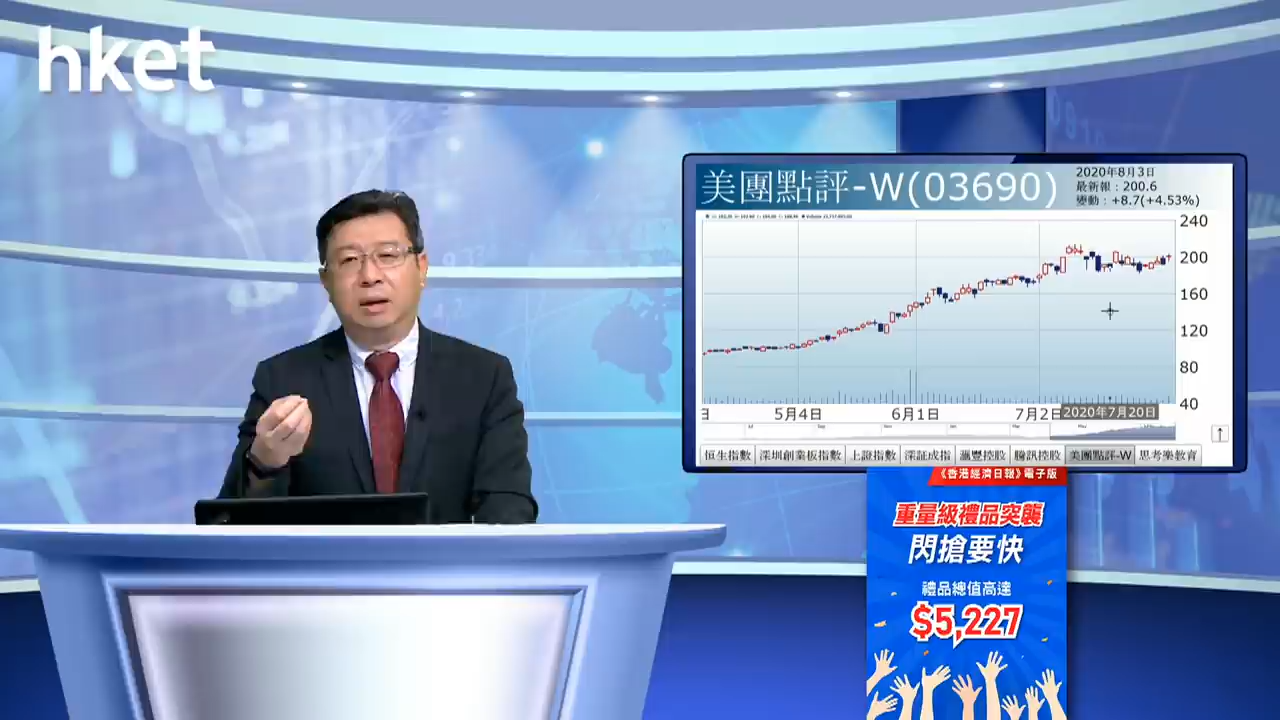 hket
美團點評-W(03690)
2020年8月3日
最新報：200.6
變動：+8.7(+4.53%)
240
200
160
120
80
40
5月4日
6月1日
7月2日
2020年7月20日
恒生指數
深圳創業板指數
上證指數
深証成指
滙豐控股
騰訊控股
美團點評-W
思考樂教育
《香港經濟日報》電子版
重量級禮品突襲
閃搶要快
禮品總值高達
$5,227